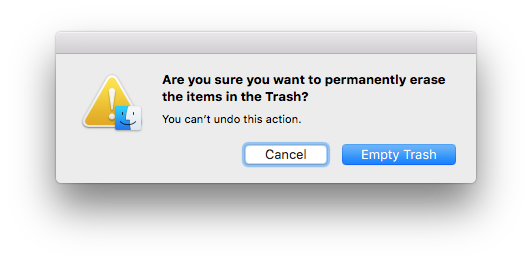 Are you sure you want to permanently erase
the items in the Trash?
You can’t undo this action.
Cancel
Empty Trash